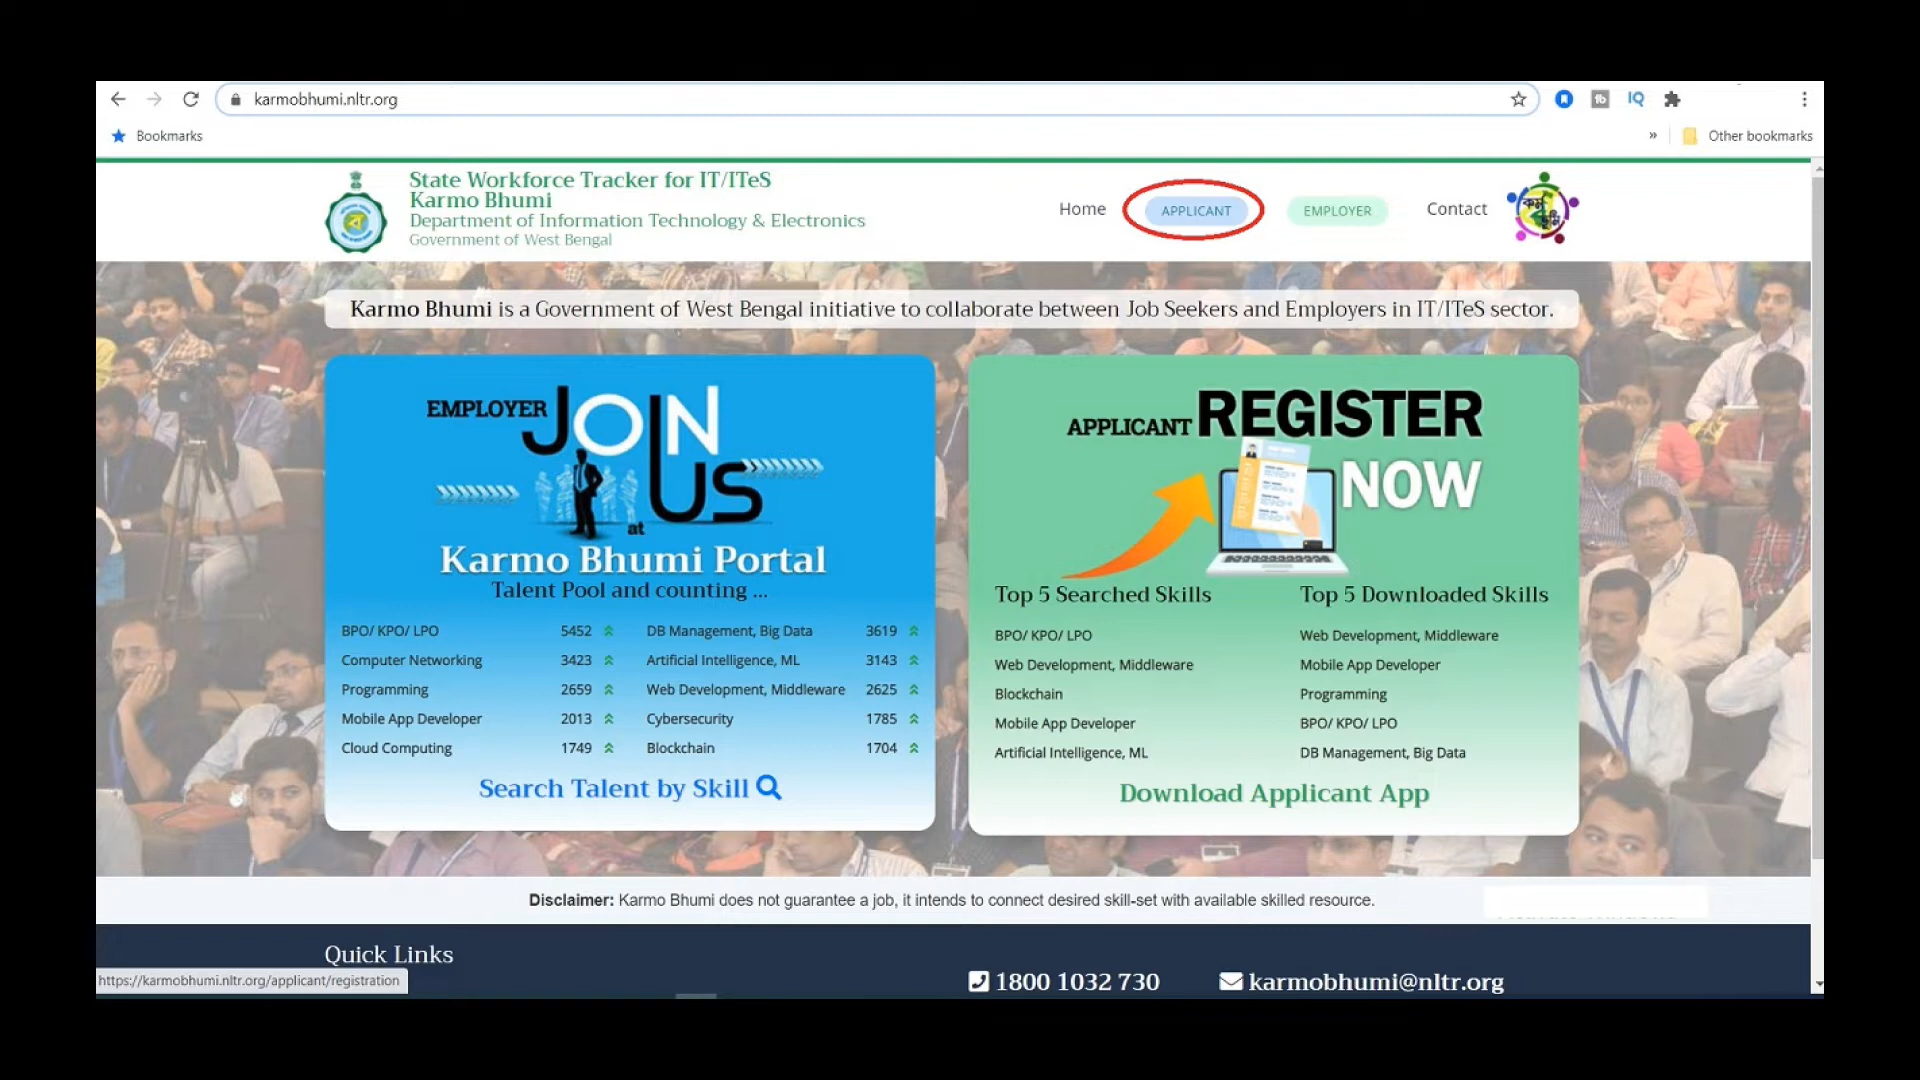 karmobhumi.nltr.org
Bookmarks
Other bookmarks
State Workforce Tracker for IT/ITeS
Karmo Bhumi
Department of Information Technology & Electronics
Government of West Bengal
Home
APPLICANT
EMPLOYER
Contact
Karmo Bhumi is a Government of West Bengal initiative to collaborate between Job Seekers and Employers in IT/ITeS sector.
EMPLOYER JOIN
US
at
Karmo Bhumi Portal
Talent Pool and counting ...
BPO/ KPO/ LPO 5452 DB Management, Big Data 3619
Computer Networking 3423 Artificial Intelligence, ML 3143
Programming 2659 Web Development, Middleware 2625
Mobile App Developer 2013 Cybersecurity 1785
Cloud Computing 1749 Blockchain 1704
Search Talent by Skill
APPLICANT REGISTER
NOW
Top 5 Searched Skills Top 5 Downloaded Skills
BPO/ KPO/ LPO Web Development, Middleware
Web Development, Middleware Mobile App Developer
Blockchain Programming
Mobile App Developer BPO/ KPO/ LPO
Artificial Intelligence, ML DB Management, Big Data
Download Applicant App
Disclaimer: Karmo Bhumi does not guarantee a job, it intends to connect desired skill-set with available skilled resource.
Quick Links
https://karmobhumi.nltr.org/applicant/registration
1800 1032 730
karmobhumi@nltr.org